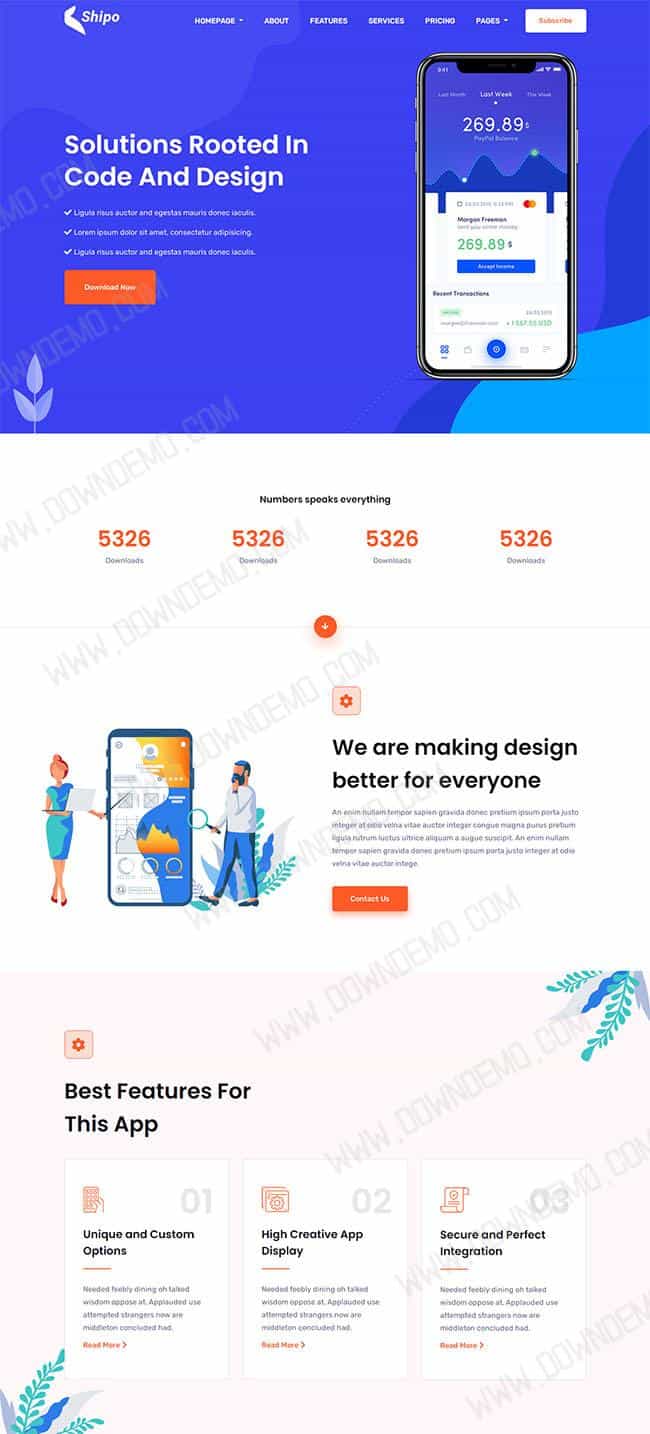 Shipo
HOMEPAGE
ABOUT
FEATURES
SERVICES
PRICING
PAGES
Subscribe
Solutions Rooted In
Code And Design
Ligula risus auctor and egestas mauris donec iaculis.
Lorem ipsum dolor sit amet, consectetur adipisicing.
Ligula risus auctor and egestas mauris donec iaculis.
Download Now
9:41
Last Month
Last Week
This Week
269.89 $
PayPal Balance
Morgan Freeman
send you some money
269.89 $
Accept Income
Recent Transactions
Numbers speaks everything
5326
5326
5326
5326
Downloads
Downloads
Downloads
Downloads
We are making design
better for everyone
An enim nullam tempor sapien gravida donec pretium ipsum porta justo
integer at odio velna vitae auctor integer congue magna purus pretium
ligula rutrum luctus ultrice aliquam a augue suscipit. An enim nullam
tempor sapien gravida donec pretium ipsum porta justo integer at odio
velna vitae auctor intege.
Contact Us
Best Features For
This App
01
Unique and Custom
Options
Needed feebly dining oh talked
wisdom oppose at. Applauded use
attempted strangers now are
middleton concluded had.
Read More
02
High Creative App
Display
Needed feebly dining oh talked
wisdom oppose at. Applauded use
attempted strangers now are
middleton concluded had.
Read More
03
Secure and Perfect
Integration
Needed feebly dining oh talked
wisdom oppose at. Applauded use
attempted strangers now are
middleton concluded had.
Read More
WWW.DOWNDEMO.COM